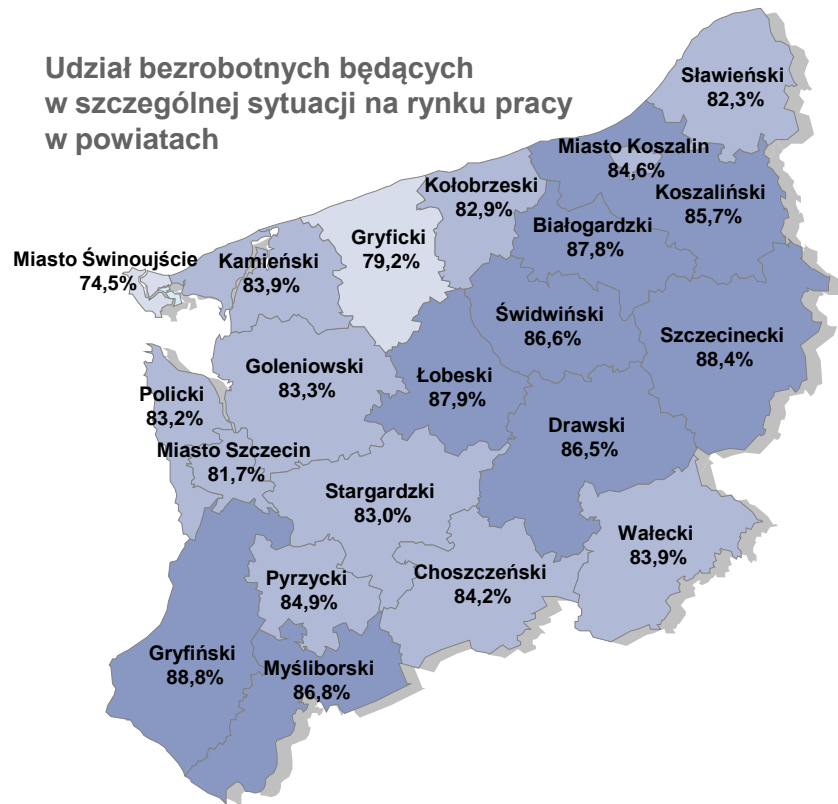 Udział bezrobotnych będących
w szczególnej sytuacji na rynku pracy
w powiatach
Sławieński
82,3%
Miasto Koszalin
84,6%
Kołobrzeski
82,9%
Koszaliński
85,7%
Białogardzki
87,8%
Gryficki
79,2%
Miasto Świnoujście
74,5%
Kamieński
83,9%
Świdwiński
86,6%
Szczecinecki
88,4%
Goleniowski
83,3%
Łobeski
87,9%
Policki
83,2%
Drawski
86,5%
Miasto Szczecin
81,7%
Stargardzki
83,0%
Wałecki
83,9%
Pyrzycki
84,9%
Choszczeński
84,2%
Gryfiński
88,8%
Myśliborski
86,8%